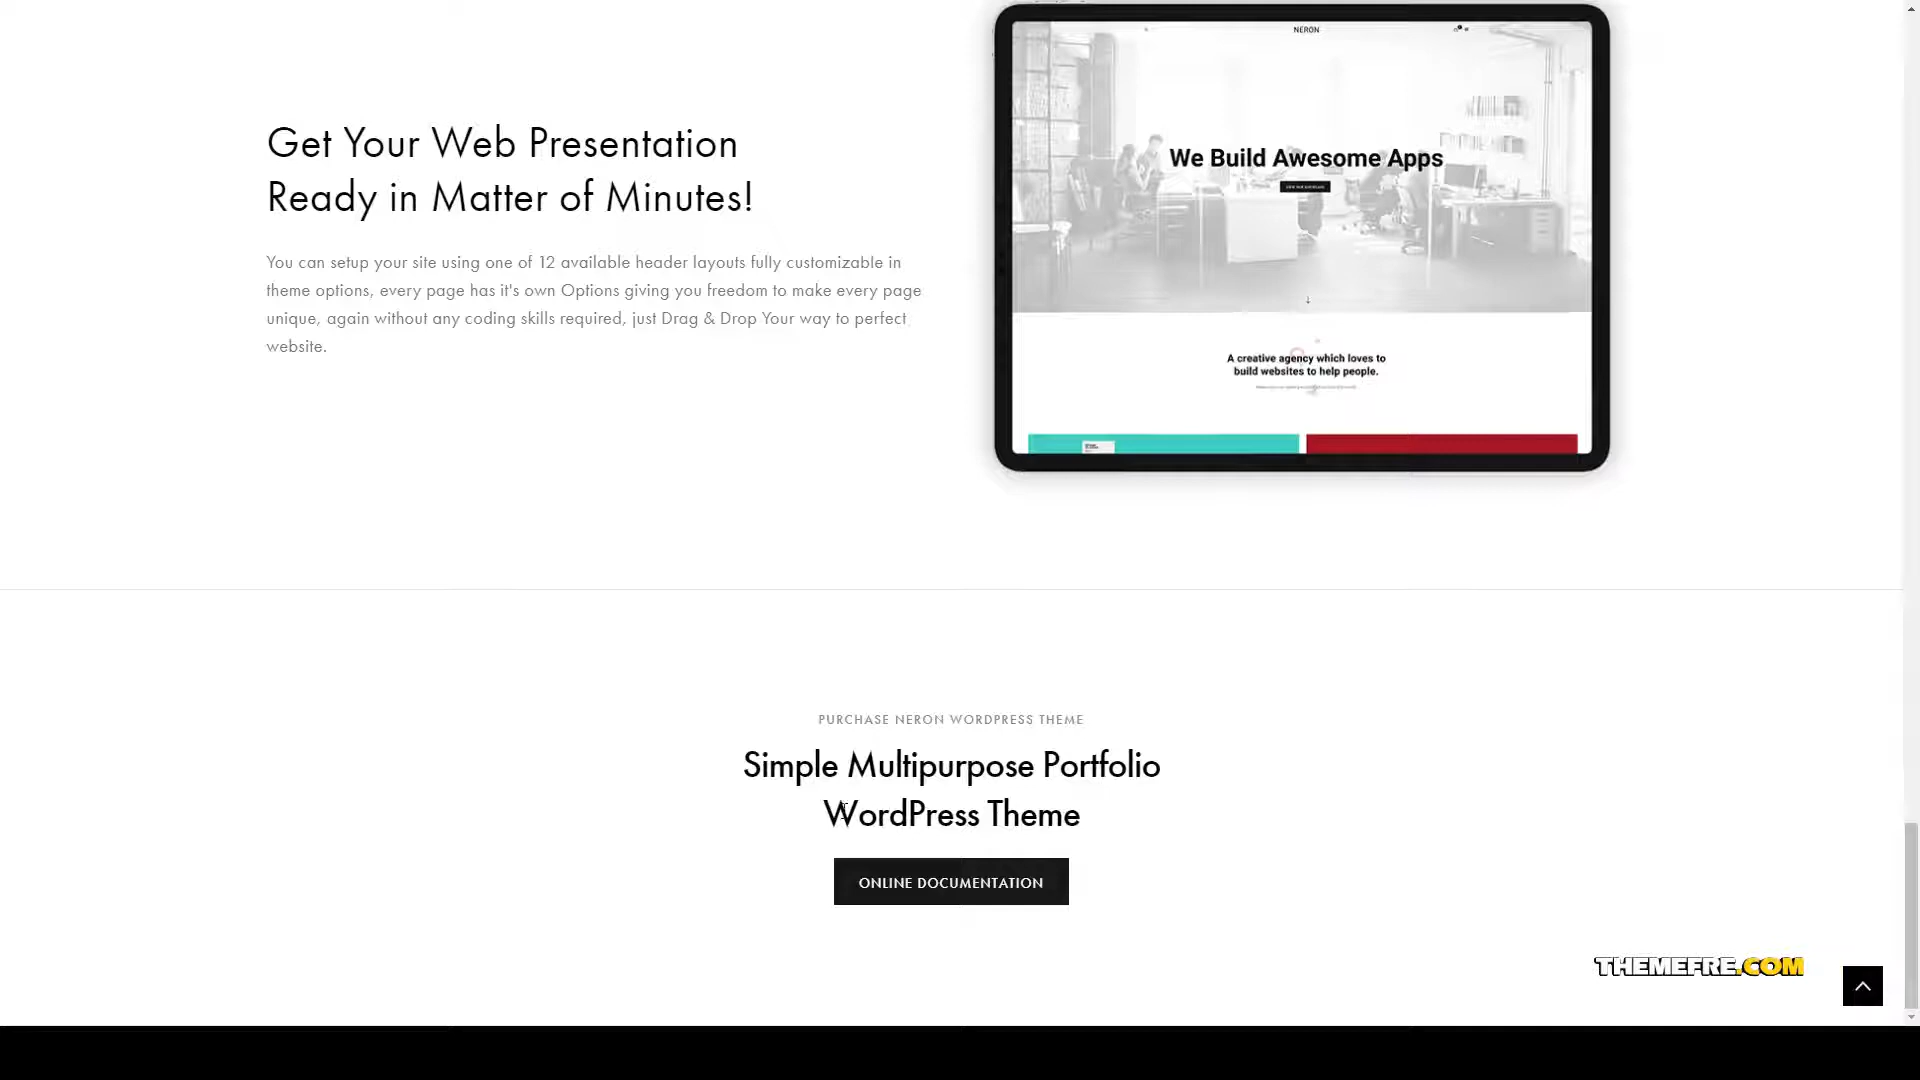 NERON
Get Your Web Presentation
Ready in Matter of Minutes!
You can setup your site using one of 12 available header layouts fully customizable in
theme options, every page has it's own Options giving you freedom to make every page
unique, again without any coding skills required, just Drag & Drop Your way to perfect
website.
We Build Awesome Apps
A creative agency which loves to
build websites to help people.
PURCHASE NERON WORDPRESS THEME
Simple Multipurpose Portfolio
WordPress Theme
ONLINE DOCUMENTATION
THEMEFRE.COM